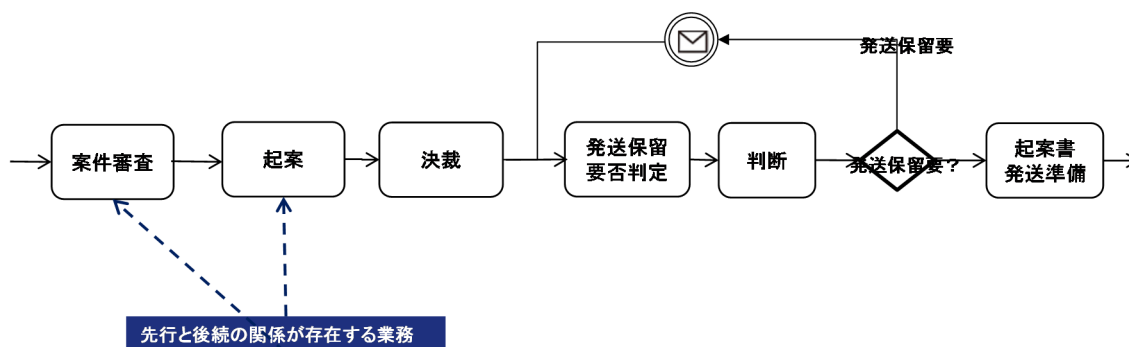 発送保留要
案件審査
起案
決裁
発送保留
要否判定
判断
発送保留要？
起案書
発送準備
先行と後続の関係が存在する業務